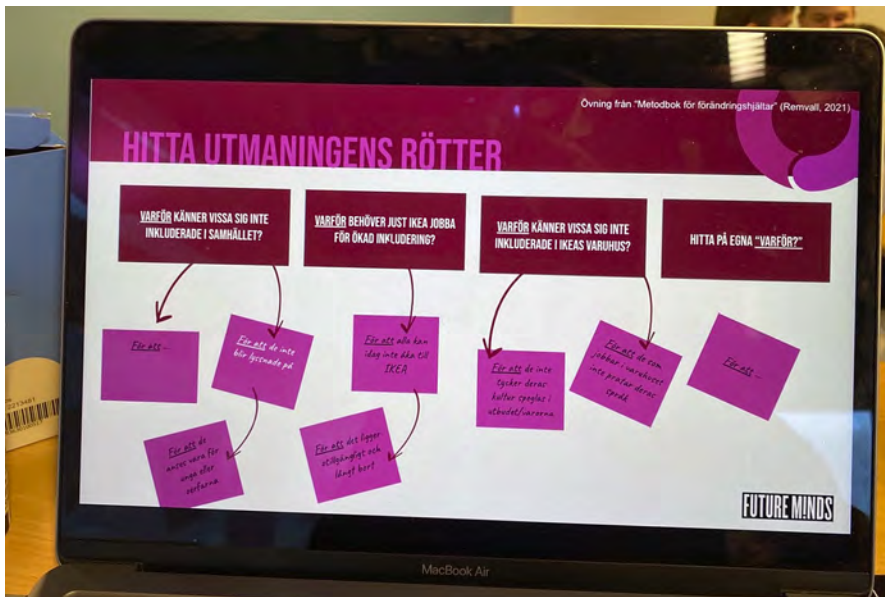 Övning från "Metodbok för förändringshjältar" (Remvall, 2021)
HITTA UTMANINGENS RÖTTER
VARFÖR KÄNNER VISSA SIG INTE
INKLUDERADE I SAMHÄLLET?
VARFÖR BEHÖVER JUST IKEA JOBBA
FÖR ÖKAD INKLUDERING?
VARFÖR KÄNNER VISSA SIG INTE
INKLUDERADE I IKEAS VARUHUS?
HITTA PÅ EGNA "VARFÖR?"
För att ...
För att de inte
blir lyssnade på
För att alla kan
idag inte åka till
IKEA
För att de inte
tycker deras
kultur speglas i
utbudet/varorna
För att de som
jobbar i varuhuset
inte pratar deras
språk
För att ...
För att de
anses vara för
unga eller
oerfarna
För att det ligger
otillgängligt och
långt bort
FUTURE MINDS
MacBook Air